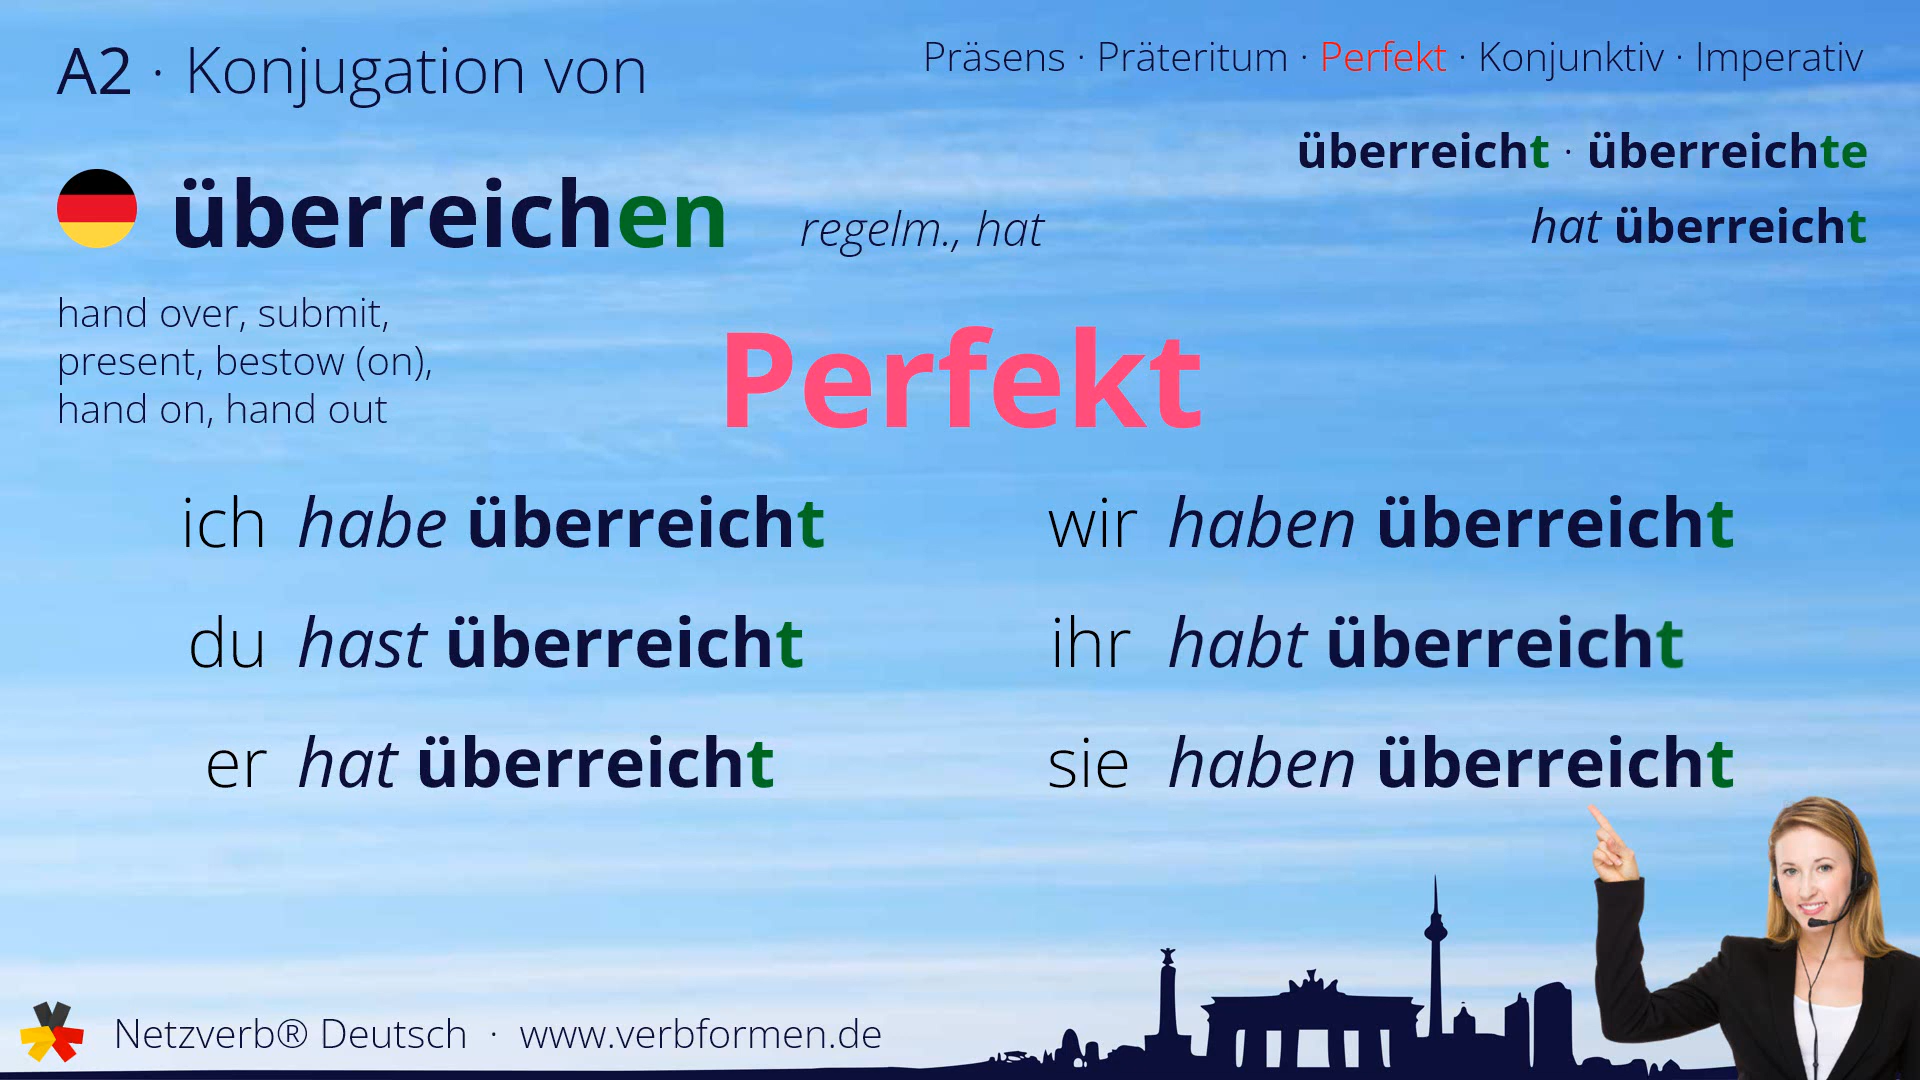 A2 · Konjugation von
Präsens · Präteritum · Perfekt · Konjunktiv · Imperativ
überreichen regelm., hat
überreicht · überreichte
hat überreicht
hand over, submit,
present, bestow (on),
hand on, hand out
Perfekt
ich habe überreicht
du hast überreicht
er hat überreicht
wir haben überreicht
ihr habt überreicht
sie haben überreicht
Netzverb® Deutsch · www.verbformen.de